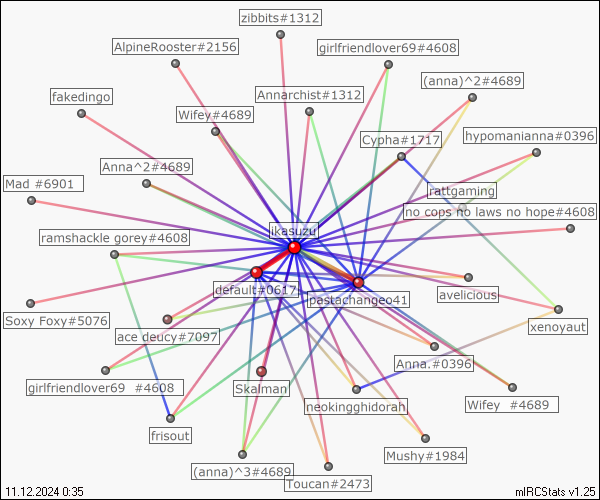 zibbits#1312
AlpineRooster#2156
girlfriendlover69#4608
(anna)^2#4689
fakedingo
Annarchist#1312
Wifey#4689
Cypha#1717
hypomanianna#0396
Anna^2#4689
Mad #6901
rattgaming
no cops no laws no hope#4608
ikasuzu
ramshackle gorey#4608
default#0617
pastachangeo41
avelicious
Soxy Foxy#5076
ace deucy#7097
xenoyaut
Anna.#0396
girlfriendlover69 #4608
Skalman
neokingghidorah
Wifey #4689
frisout
Mushy#1984
(anna)^3#4689
Toucan#2473
11.12.2024 0:35
mIRCStats v1.25